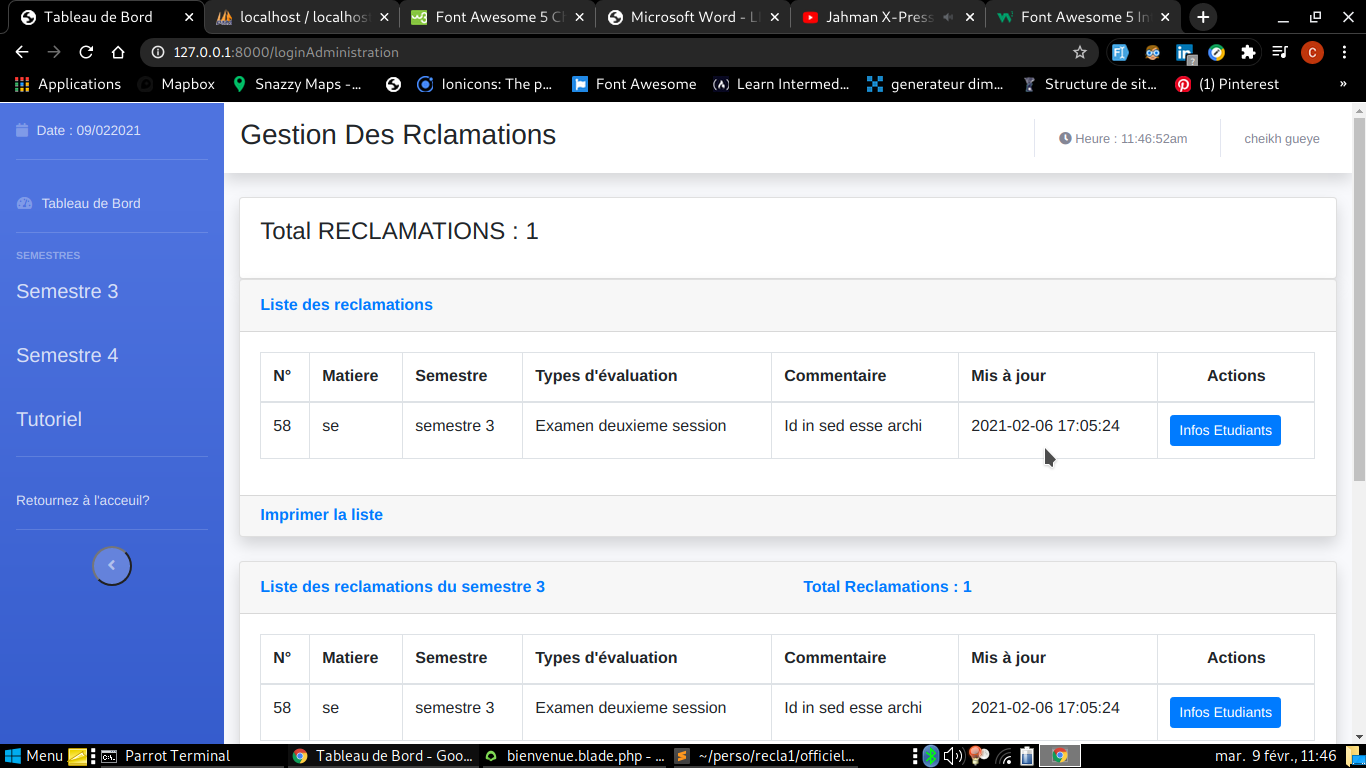 Tableau de Bord
localhost / localhos
Font Awesome 5 C
Microsoft Word - L
Jahman X-Press
Font Awesome 5 In
127.0.0.1:8000/loginAdministration
C
Applications
Mapbox
Snazzy Maps -...
Ionicons: The p...
Font Awesome
Learn Intermed...
generateur dim...
Structure de sit...
(1) Pinterest
»
Date : 09/022021
Gestion Des Rclamations
Heure : 11:46:52am
cheikh gueye
Tableau de Bord
SEMESTRES
Semestre 3
Semestre 4
Tutoriel
Retournez à l'acceuil?
Total RECLAMATIONS : 1
Liste des reclamations
N° Matiere Semestre Types d'évaluation Commentaire Mis à jour Actions
58 se semestre 3 Examen deuxieme session Id in sed esse archi 2021-02-06 17:05:24 Infos Etudiants
Imprimer la liste
Liste des reclamations du semestre 3 Total Reclamations : 1
N° Matiere Semestre Types d'évaluation Commentaire Mis à jour Actions
58 se semestre 3 Examen deuxieme session Id in sed esse archi 2021-02-06 17:05:24 Infos Etudiants
Menu
Parrot Terminal
Tableau de Bord - Goo...
bienvenue.blade.php - ...
~/perso/recla1/officiel...
mar. 9 févr., 11:46